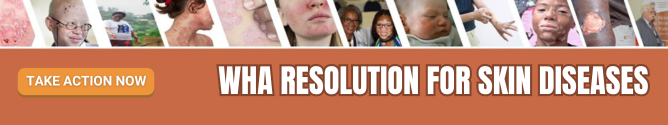 TAKE ACTION NOW
WHA RESOLUTION FOR SKIN DISEASES